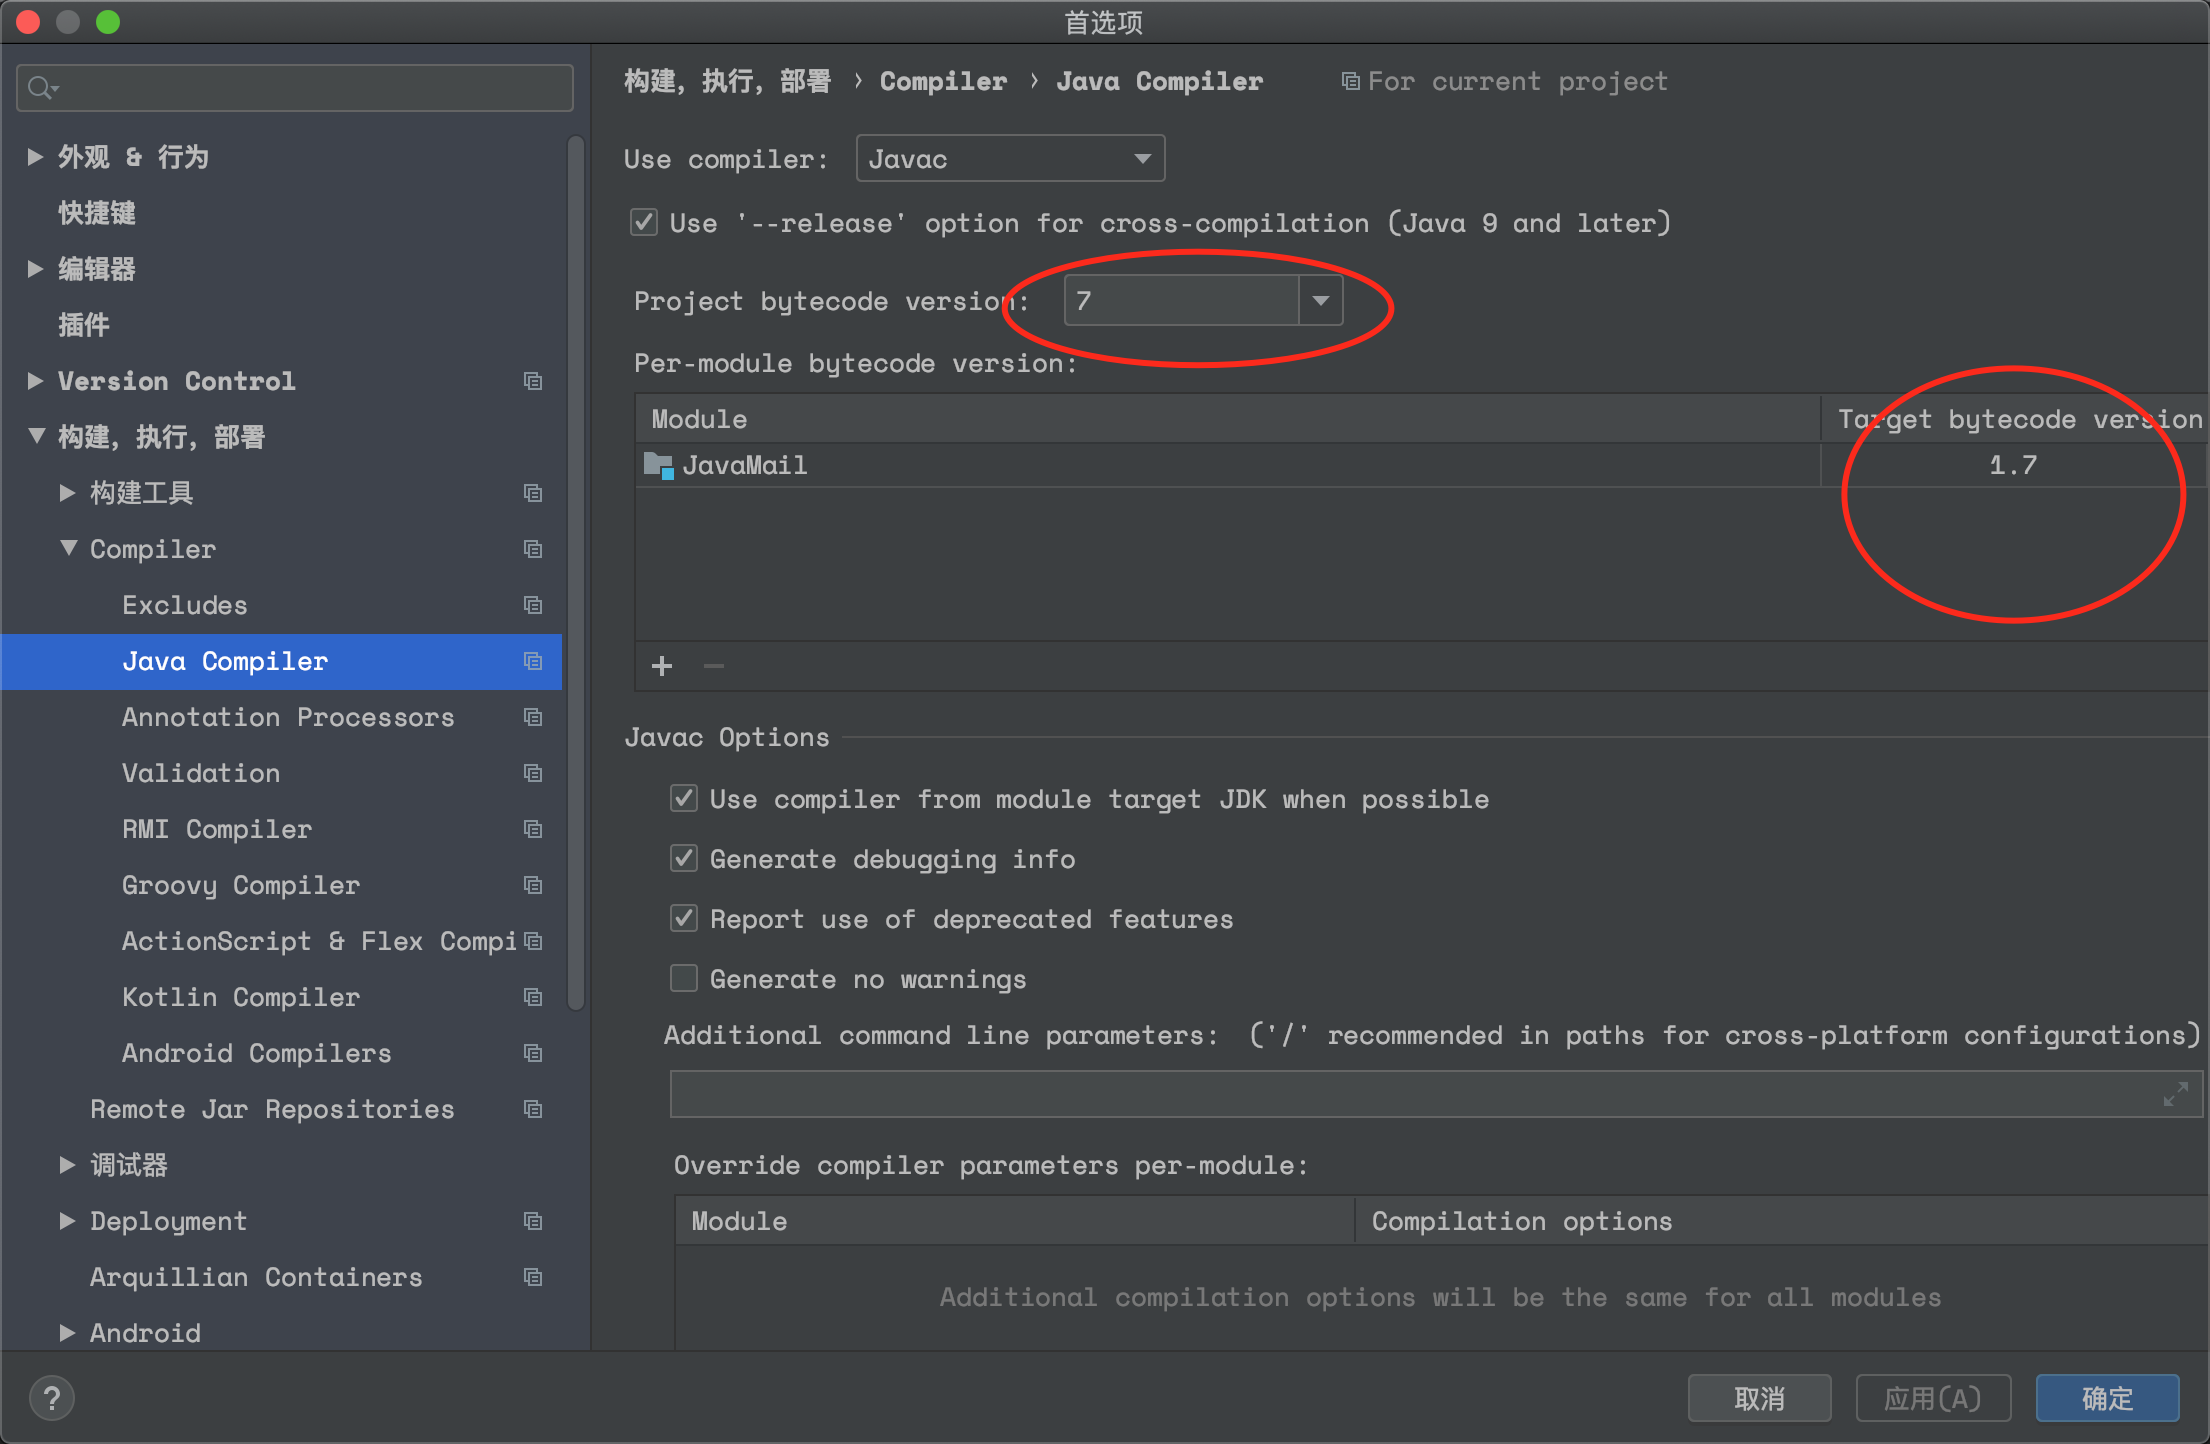 首选项
外观 & 行为
快捷键
编辑器
插件
Version Control
构建，执行，部署
构建工具
Compiler
Excludes
Java Compiler
Annotation Processors
Validation
RMI Compiler
Groovy Compiler
ActionScript & Flex Compi
Kotlin Compiler
Android Compilers
Remote Jar Repositories
调试器
Deployment
Arquillian Containers
Android
构建，执行，部署 › Compiler › Java Compiler For current project
Use compiler: Javac
Use '--release' option for cross-compilation (Java 9 and later)
Project bytecode version: 7
Per-module bytecode version:
Module Target bytecode version
JavaMail 1.7
+ −
Javac Options
Use compiler from module target JDK when possible
Generate debugging info
Report use of deprecated features
Generate no warnings
Additional command line parameters: ('/' recommended in paths for cross-platform configurations)
Override compiler parameters per-module:
Module Compilation options
Additional compilation options will be the same for all modules
? 取消 应用(A) 确定